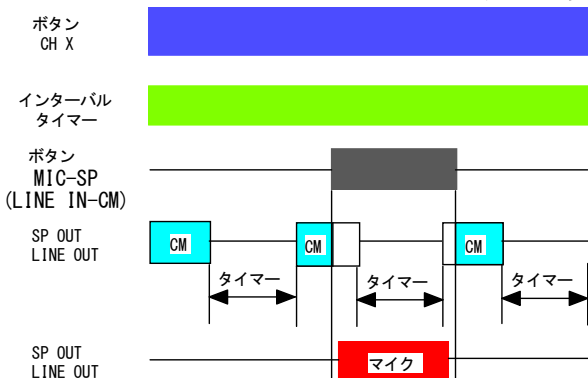 ボタン
CH X
インターバル
タイマー
ボタン
MIC-SP
(LINE IN-CM)
SP OUT
LINE OUT
CM
CM
CM
タイマー
タイマー
タイマー
SP OUT
LINE OUT
マイク